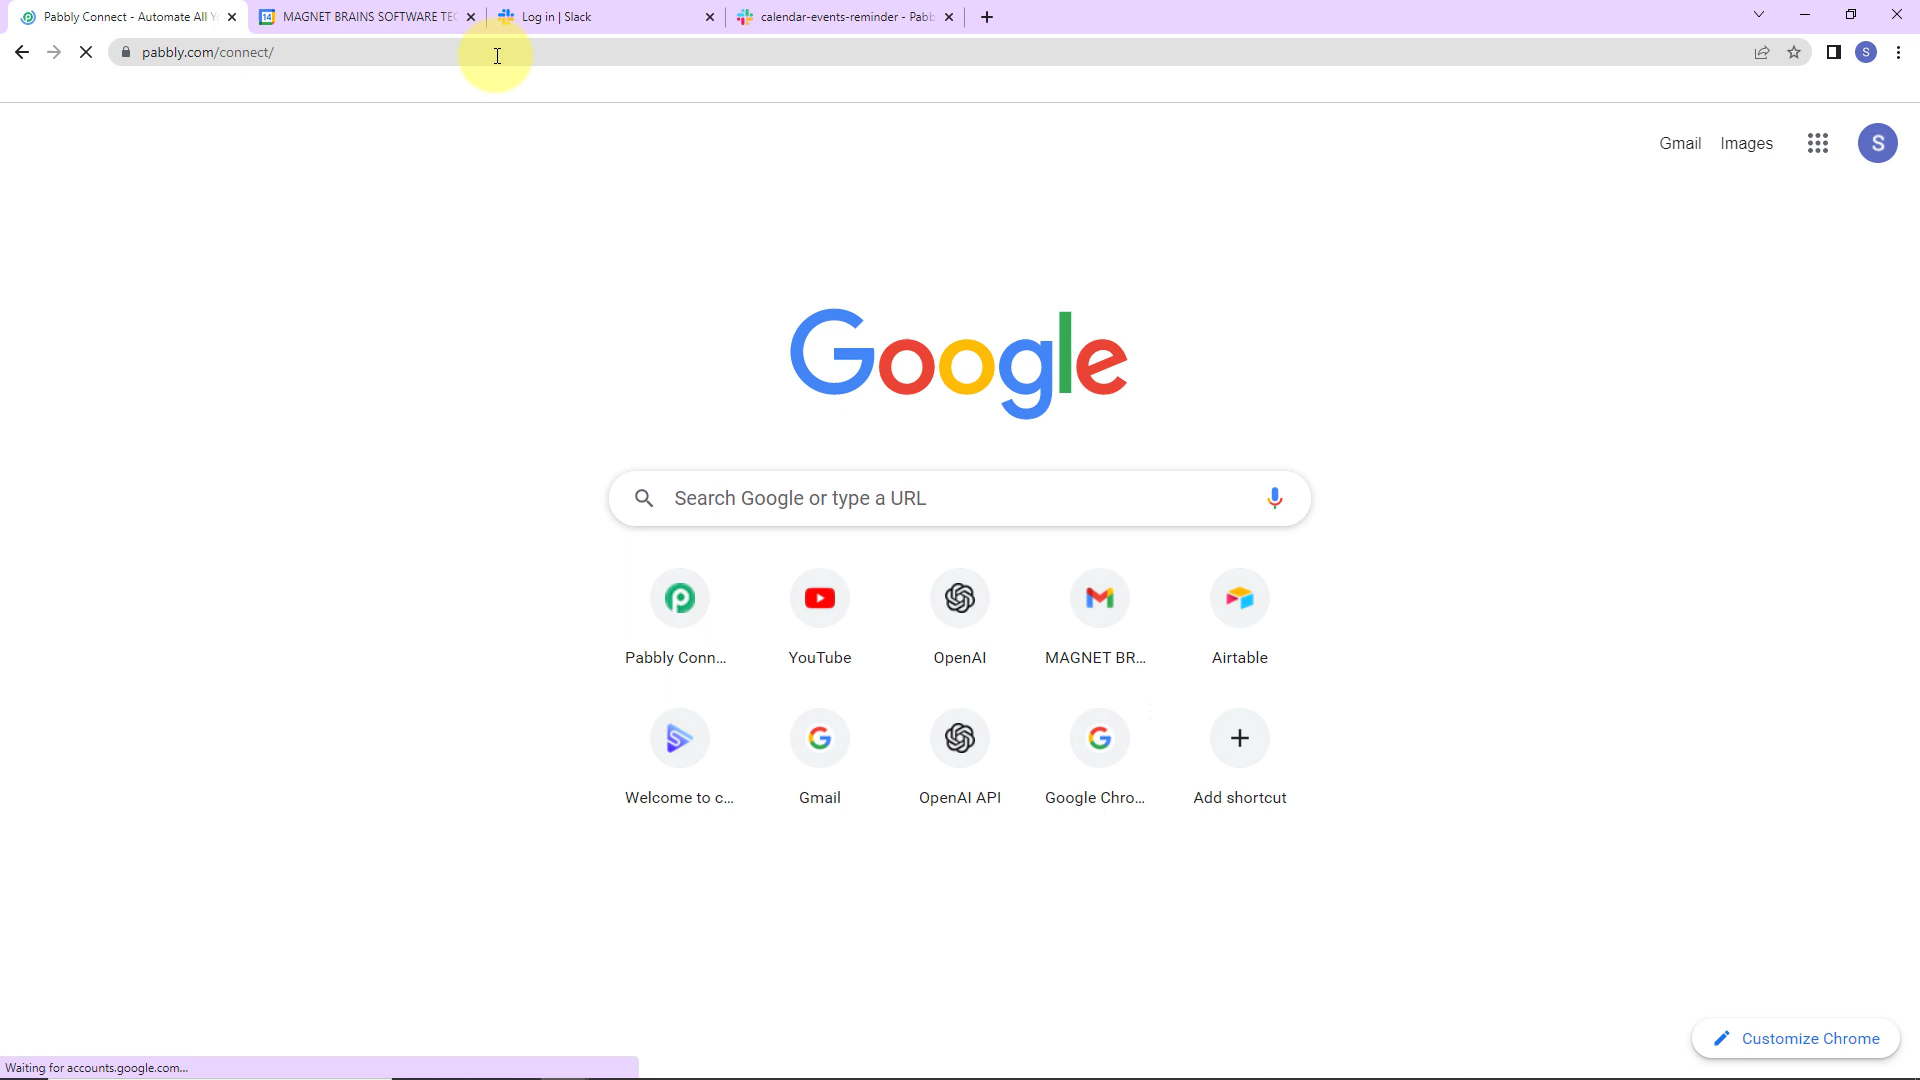 Pabbly Connect - Automate All Y
MAGNET BRAINS SOFTWARE TEC
Log in | Slack
calendar-events-reminder - Pabb
pabbly.com/connect/
S
Gmail
Images
S
Google
Search Google or type a URL
Pabbly Conn...
YouTube
OpenAI
MAGNET BR...
Airtable
Welcome to c...
Gmail
OpenAI API
Google Chro...
Add shortcut
Customize Chrome
Waiting for accounts.google.com...